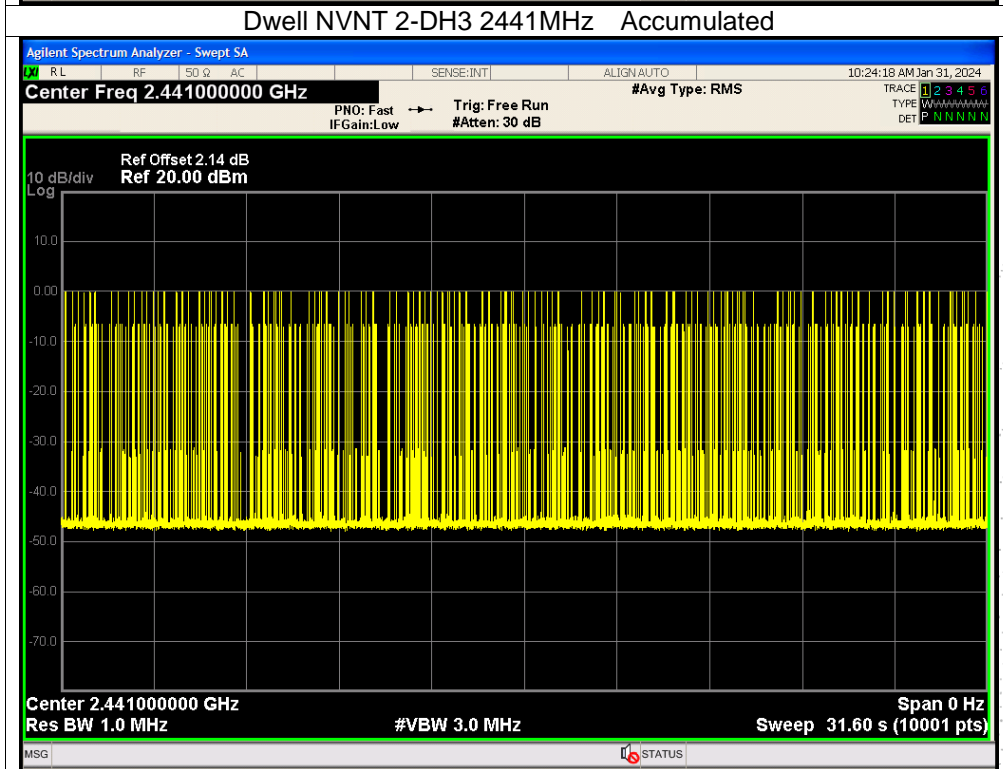 Dwell NVNT 2-DH3 2441MHz Accumulated
Agilent Spectrum Analyzer - Swept SA
LXI RL RF 50 Ω AC SENSE:INT ALIGN AUTO 10:24:18 AM Jan 31, 2024
Center Freq 2.441000000 GHz #Avg Type: RMS TRACE 1 2 3 4 5 6
PNO: Fast Trig: Free Run TYPE W
IFGain:Low #Atten: 30 dB DET P N N N N N
Ref Offset 2.14 dB
10 dB/div Ref 20.00 dBm
Log
10.0
0.00
-10.0
-20.0
-30.0
-40.0
-50.0
-60.0
-70.0
Center 2.441000000 GHz Span 0 Hz
Res BW 1.0 MHz #VBW 3.0 MHz Sweep 31.60 s (10001 pts)
MSG STATUS